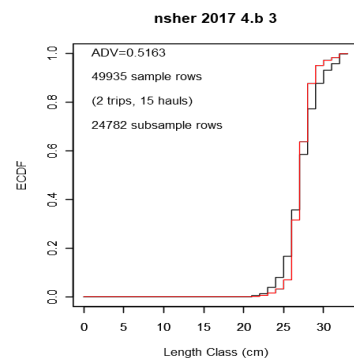 nsher 2017 4.b 3
ADV=0.5163
49935 sample rows
(2 trips, 15 hauls)
24782 subsample rows
ECDF
1.0
0.8
0.6
0.4
0.2
0.0
0 5 10 15 20 25 30
Length Class (cm)